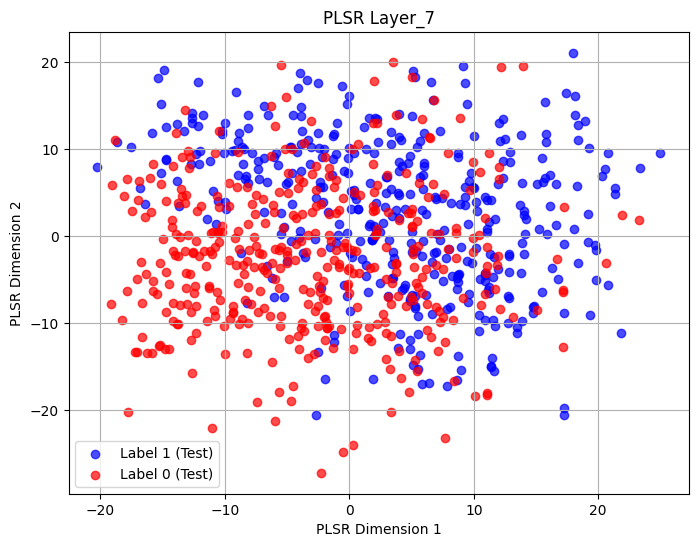 PLSR Layer_7
PLSR Dimension 2
20
10
0
−10
−20
Label 1 (Test)
Label 0 (Test)
−20 −10 0 10 20
PLSR Dimension 1